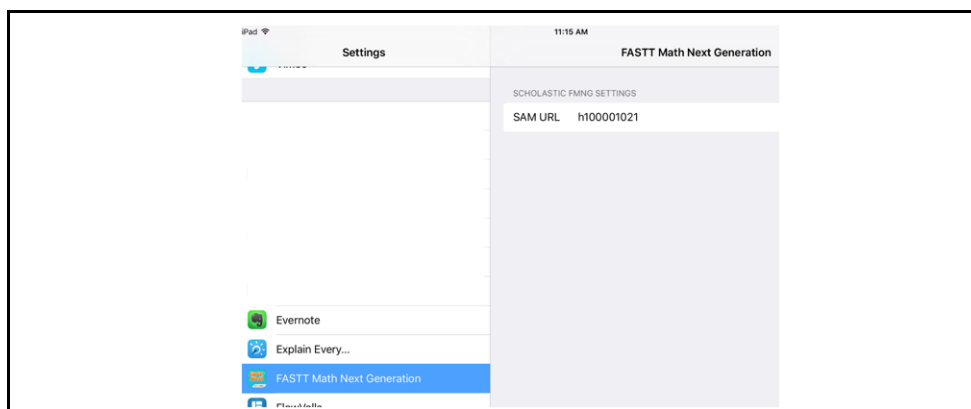 iPad
11:15 AM
Settings
FASTT Math Next Generation
SCHOLASTIC FMNG SETTINGS
SAM URL h100001021
Evernote
Explain Every...
FASTT Math Next Generation